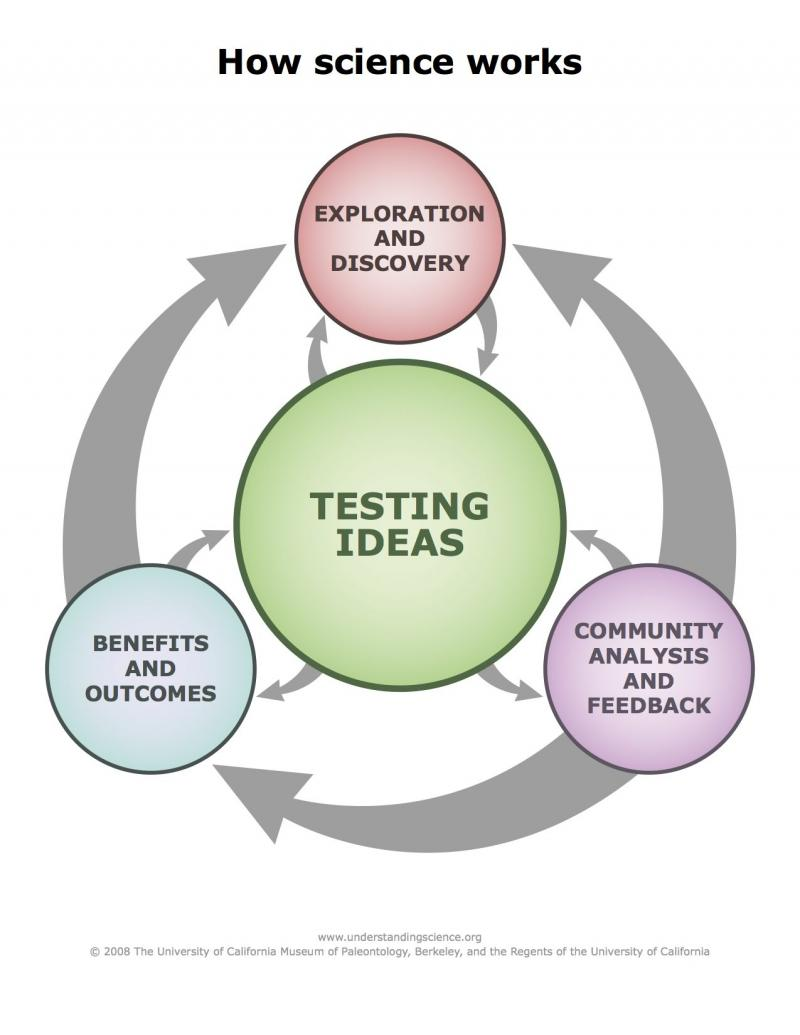 How science works
EXPLORATION
AND
DISCOVERY
TESTING
IDEAS
BENEFITS
AND
OUTCOMES
COMMUNITY
ANALYSIS
AND
FEEDBACK
www.understandingscience.org
© 2008 The University of California Museum of Paleontology, Berkeley, and the Regents of the University of California